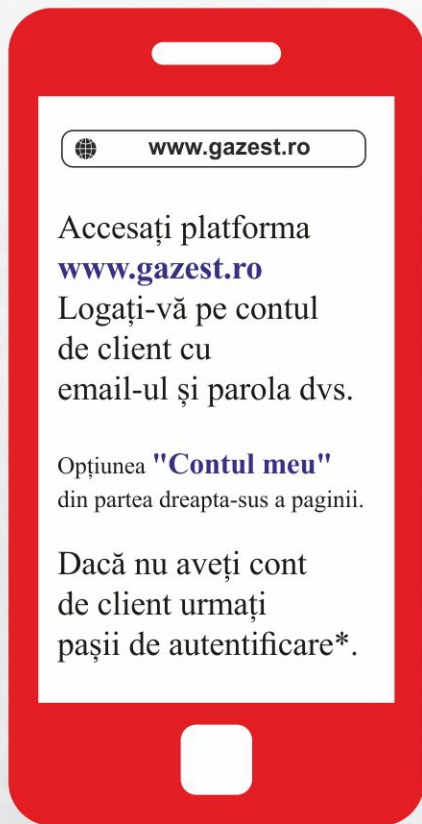 www.gazest.ro
Accesați platforma
www.gazest.ro
Logați-vă pe contul
de client cu
email-ul și parola dvs.
Opțiunea "Contul meu"
din partea dreapta-sus a paginii.
Dacă nu aveți cont
de client urmați
pașii de autentificare*.